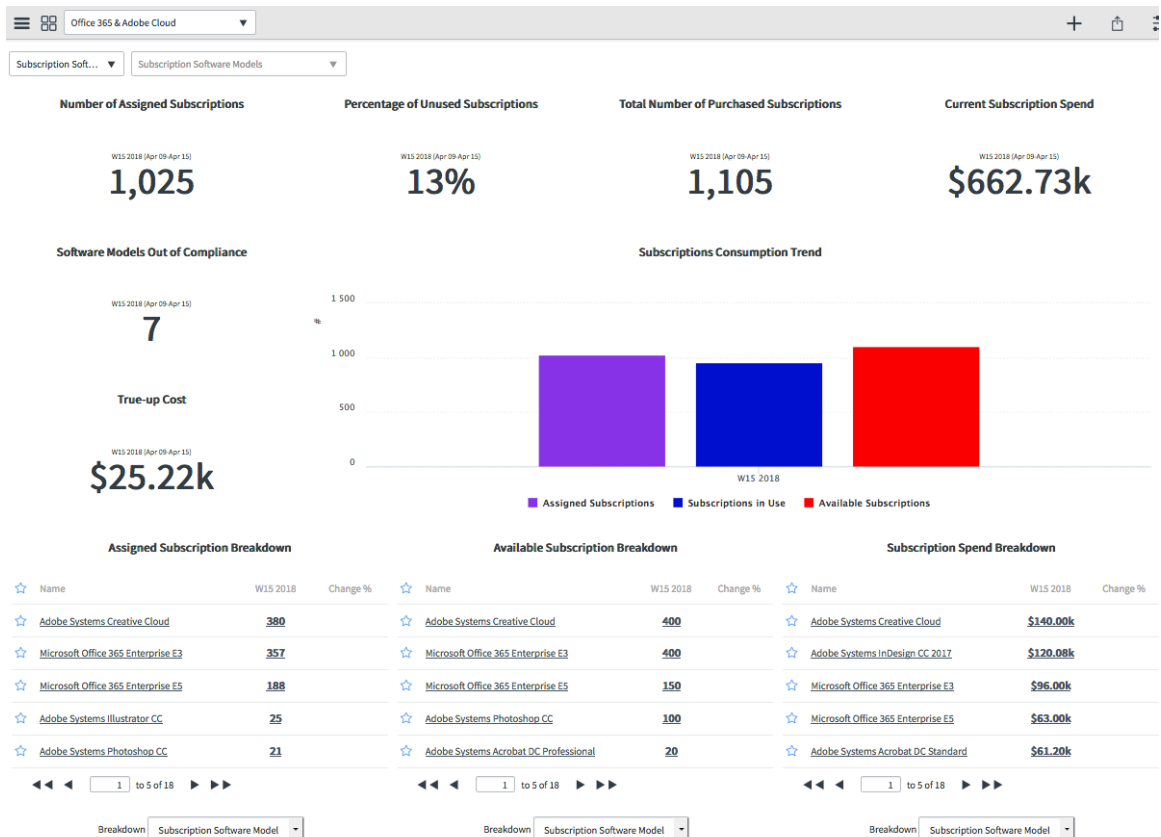 Office 365 & Adobe Cloud
Subscription Soft... Subscription Software Models
Number of Assigned Subscriptions
W15 2018 (Apr 09-Apr 15)
1,025
Percentage of Unused Subscriptions
W15 2018 (Apr 09-Apr 15)
13%
Total Number of Purchased Subscriptions
W15 2018 (Apr 09-Apr 15)
1,105
Current Subscription Spend
W15 2018 (Apr 09-Apr 15)
$662.73k
Software Models Out of Compliance
W15 2018 (Apr 09-Apr 15)
7
True-up Cost
W15 2018 (Apr 09-Apr 15)
$25.22k
Subscriptions Consumption Trend
%
1 500
1 000
500
0
W15 2018
Assigned Subscriptions Subscriptions in Use Available Subscriptions
Assigned Subscription Breakdown
Name W15 2018 Change %
Adobe Systems Creative Cloud 380
Microsoft Office 365 Enterprise E3 357
Microsoft Office 365 Enterprise E5 188
Adobe Systems Illustrator CC 25
Adobe Systems Photoshop CC 21
1 to 5 of 18
Breakdown Subscription Software Model
Available Subscription Breakdown
Name W15 2018 Change %
Adobe Systems Creative Cloud 400
Microsoft Office 365 Enterprise E3 400
Microsoft Office 365 Enterprise E5 150
Adobe Systems Photoshop CC 100
Adobe Systems Acrobat DC Professional 20
1 to 5 of 18
Breakdown Subscription Software Model
Subscription Spend Breakdown
Name W15 2018 Change %
Adobe Systems Creative Cloud $140.00k
Adobe Systems InDesign CC 2017 $120.08k
Microsoft Office 365 Enterprise E3 $96.00k
Microsoft Office 365 Enterprise E5 $63.00k
Adobe Systems Acrobat DC Standard $61.20k
1 to 5 of 18
Breakdown Subscription Software Model